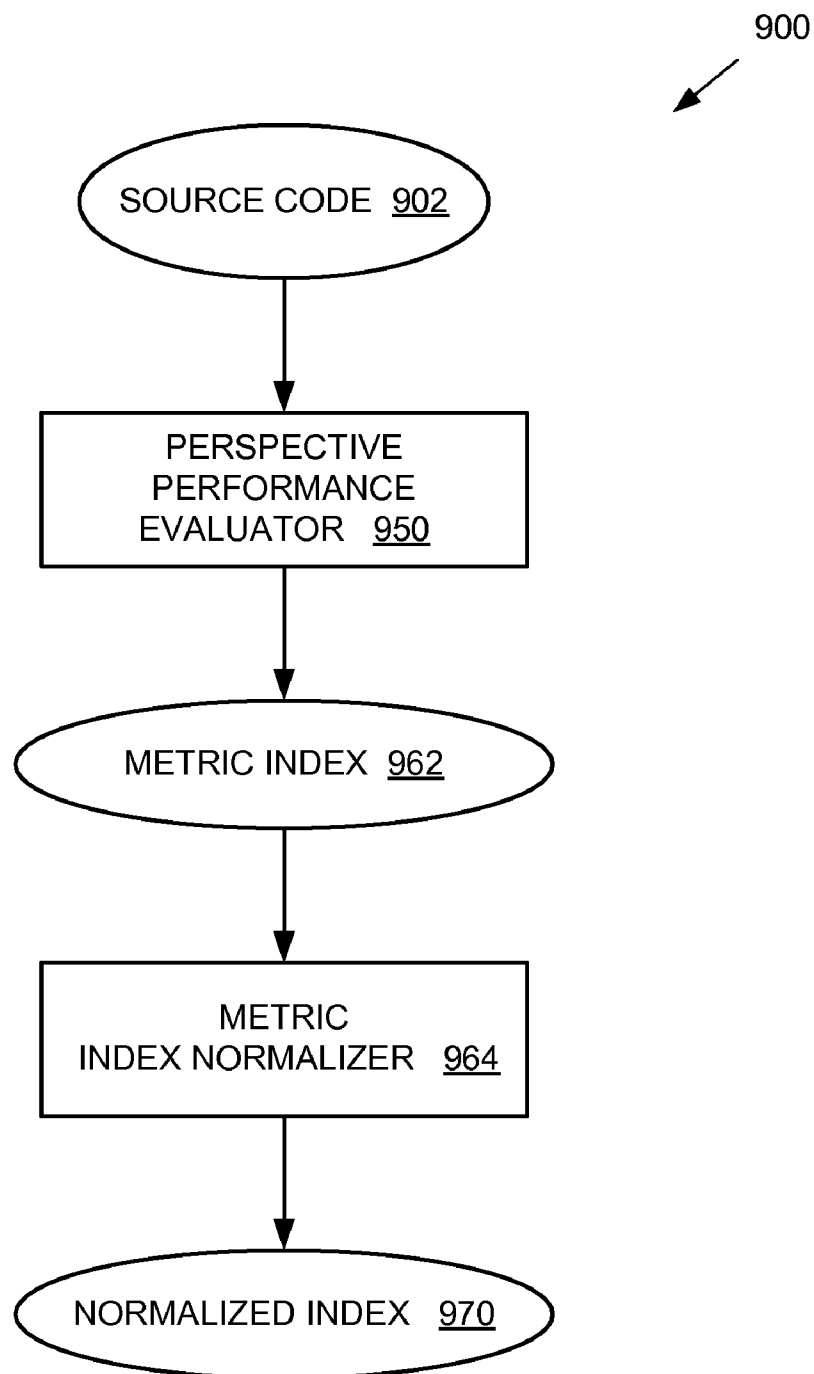 900
SOURCE CODE 902
PERSPECTIVE
PERFORMANCE
EVALUATOR 950
METRIC INDEX 962
METRIC
INDEX NORMALIZER 964
NORMALIZED INDEX 970